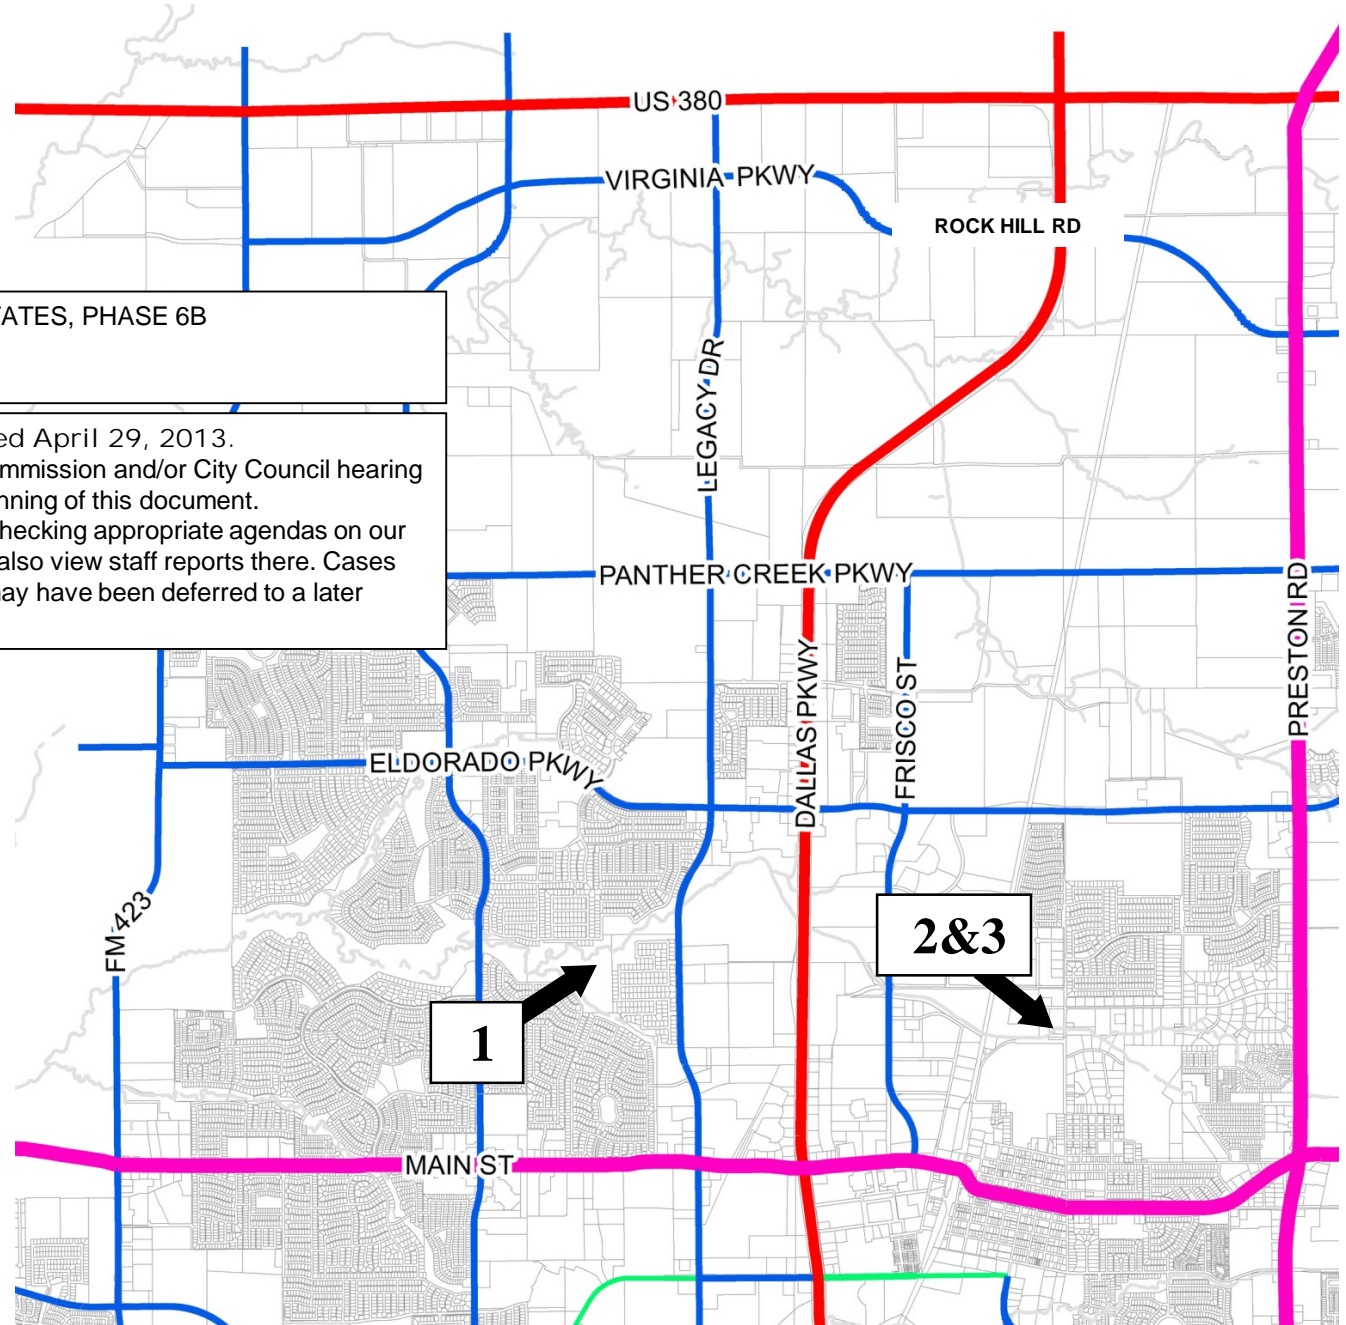 US 380
VIRGINIA PKWY
ROCK HILL RD
TATES, PHASE 6B
LEGACY DR
ed April 29, 2013.
mmission and/or City Council hearing
nning of this document.
hecking appropriate agendas on our
also view staff reports there. Cases
may have been deferred to a later
PANTHER CREEK PKWY
PRESTON RD
DALLAS PKWY
FRISCO ST
ELDORADO PKWY
FM 423
2&3
1
MAIN ST